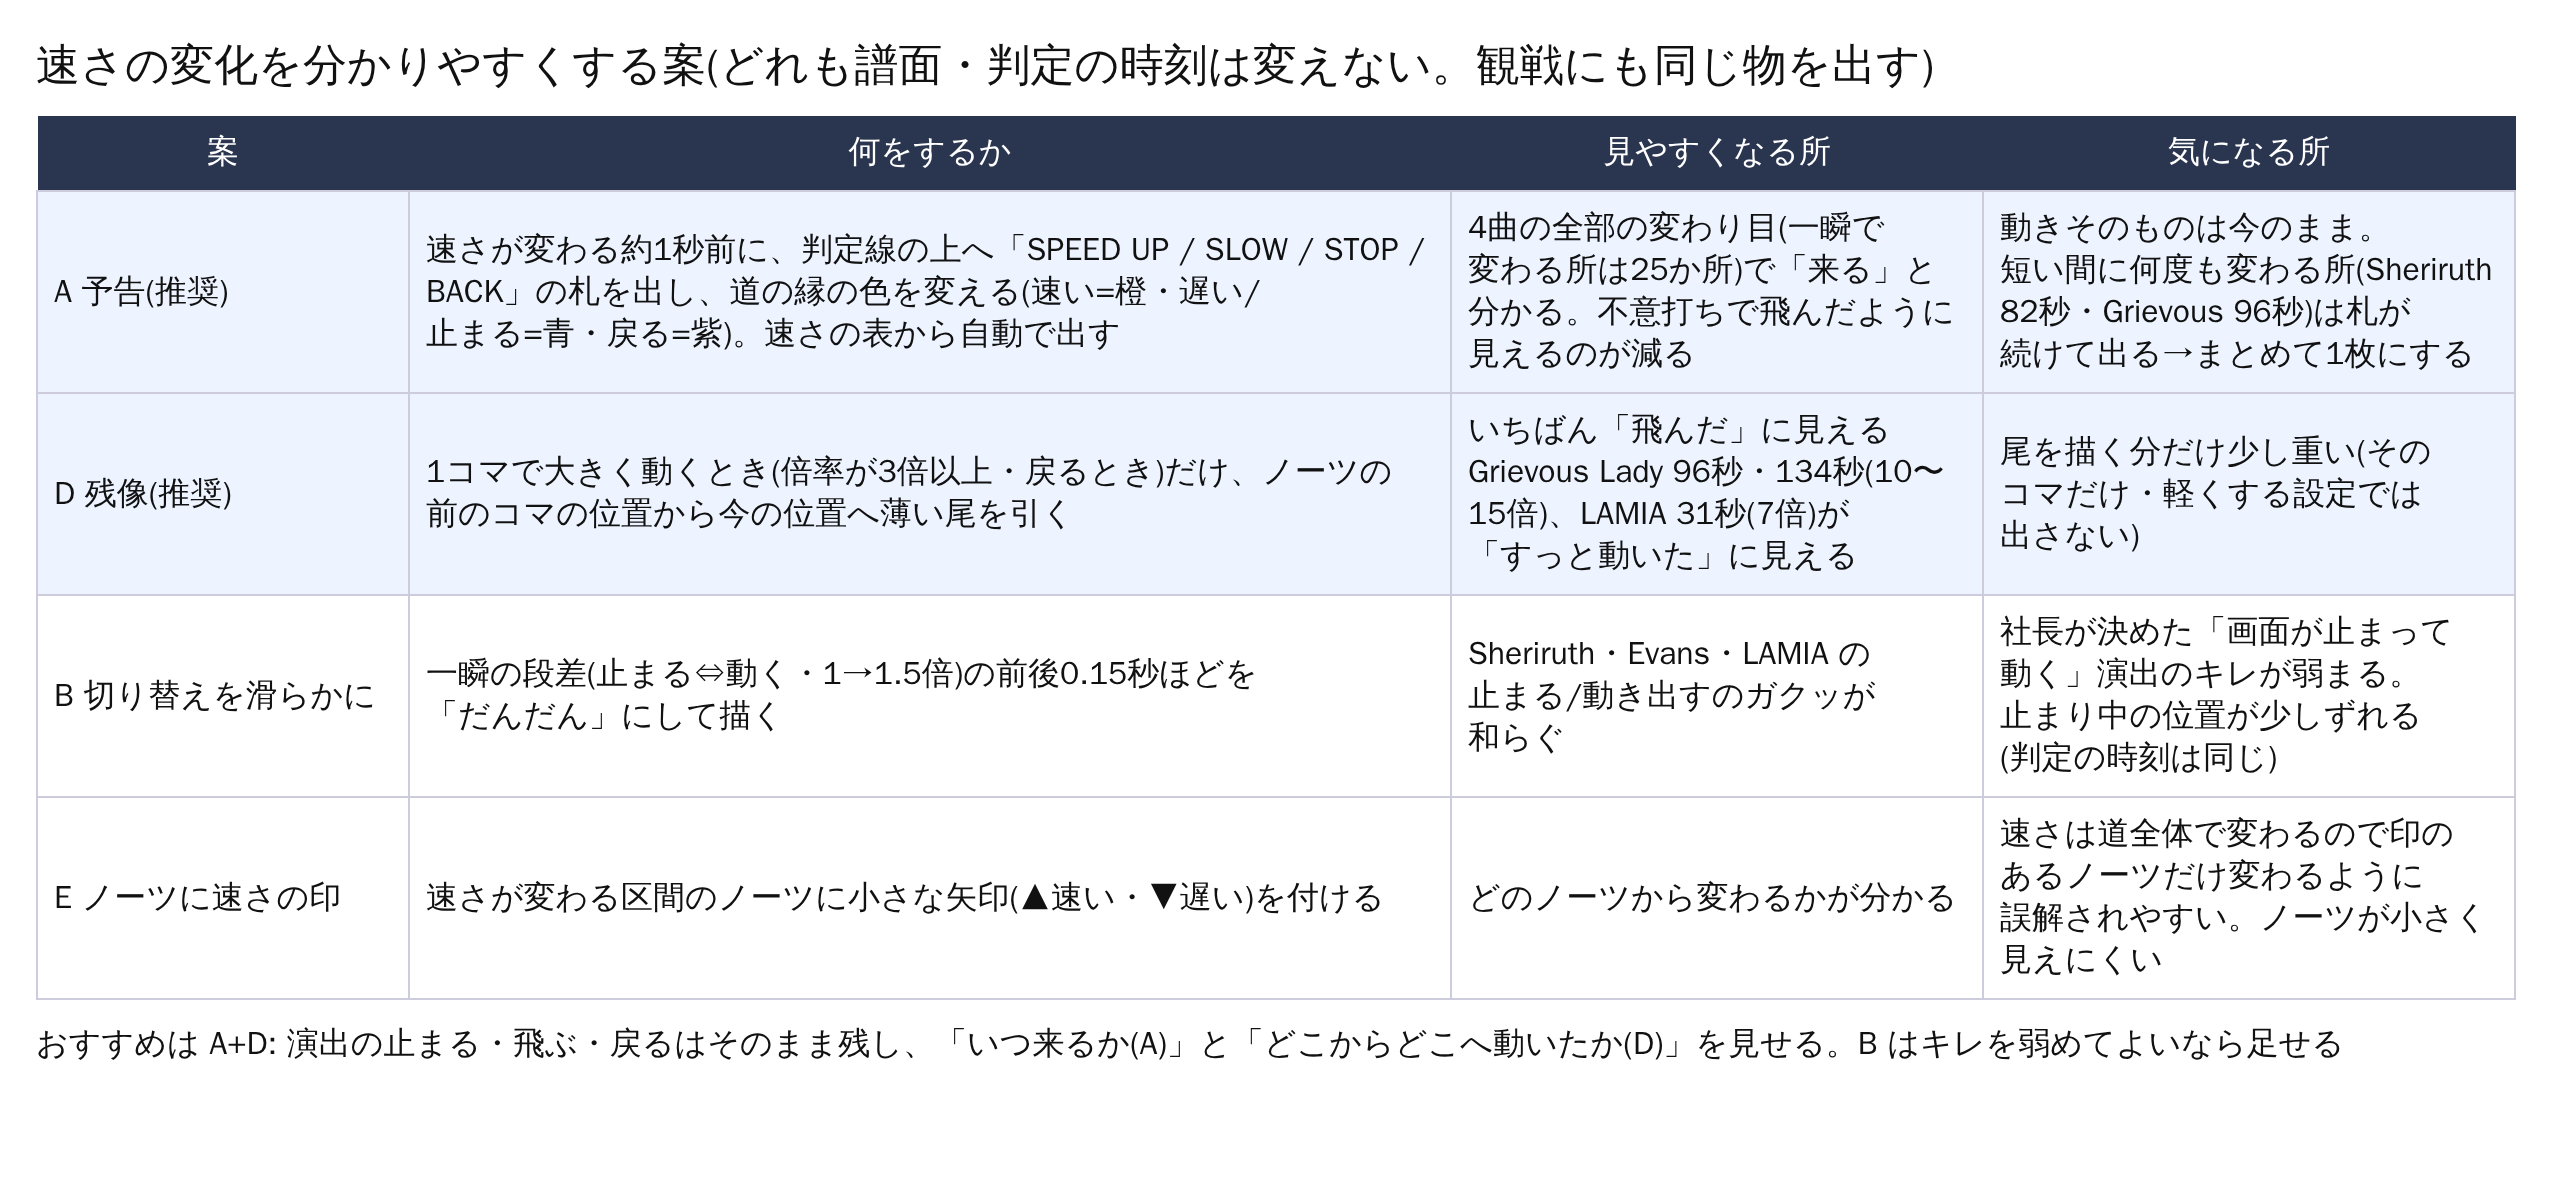 速さの変化を分かりやすくする案(どれも譜面・判定の時刻は変えない。観戦にも同じ物を出す)
案
何をするか
見やすくなる所
気になる所
A 予告(推奨)
速さが変わる約1秒前に、判定線の上へ「SPEED UP / SLOW / STOP /
BACK」の札を出し、道の縁の色を変える(速い=橙・遅い/
止まる=青・戻る=紫)。速さの表から自動で出す
4曲の全部の変わり目(一瞬で
変わる所は25か所)で「来る」と
分かる。不意打ちで飛んだように
見えるのが減る
動きそのものは今のまま。
短い間に何度も変わる所(Sheriruth
82秒・Grievous 96秒)は札が
続けて出る→まとめて1枚にする
D 残像(推奨)
1コマで大きく動くとき(倍率が3倍以上・戻るとき)だけ、ノーツの
前のコマの位置から今の位置へ薄い尾を引く
いちばん「飛んだ」に見える
Grievous Lady 96秒・134秒(10〜
15倍)、LAMIA 31秒(7倍)が
「すっと動いた」に見える
尾を描く分だけ少し重い(その
コマだけ・軽くする設定では
出さない)
B 切り替えを滑らかに
一瞬の段差(止まる⇔動く・1→1.5倍)の前後0.15秒ほどを
「だんだん」にして描く
Sheriruth・Evans・LAMIA の
止まる/動き出すのガクッが
和らぐ
社長が決めた「画面が止まって
動く」演出のキレが弱まる。
止まり中の位置が少しずれる
(判定の時刻は同じ)
E ノーツに速さの印
速さが変わる区間のノーツに小さな矢印(▲速い・▼遅い)を付ける
どのノーツから変わるかが分かる
速さは道全体で変わるので印の
あるノーツだけ変わるように
誤解されやすい。ノーツが小さく
見えにくい
おすすめは A+D: 演出の止まる・飛ぶ・戻るはそのまま残し、「いつ来るか(A)」と「どこからどこへ動いたか(D)」を見せる。B はキレを弱めてよいなら足せる